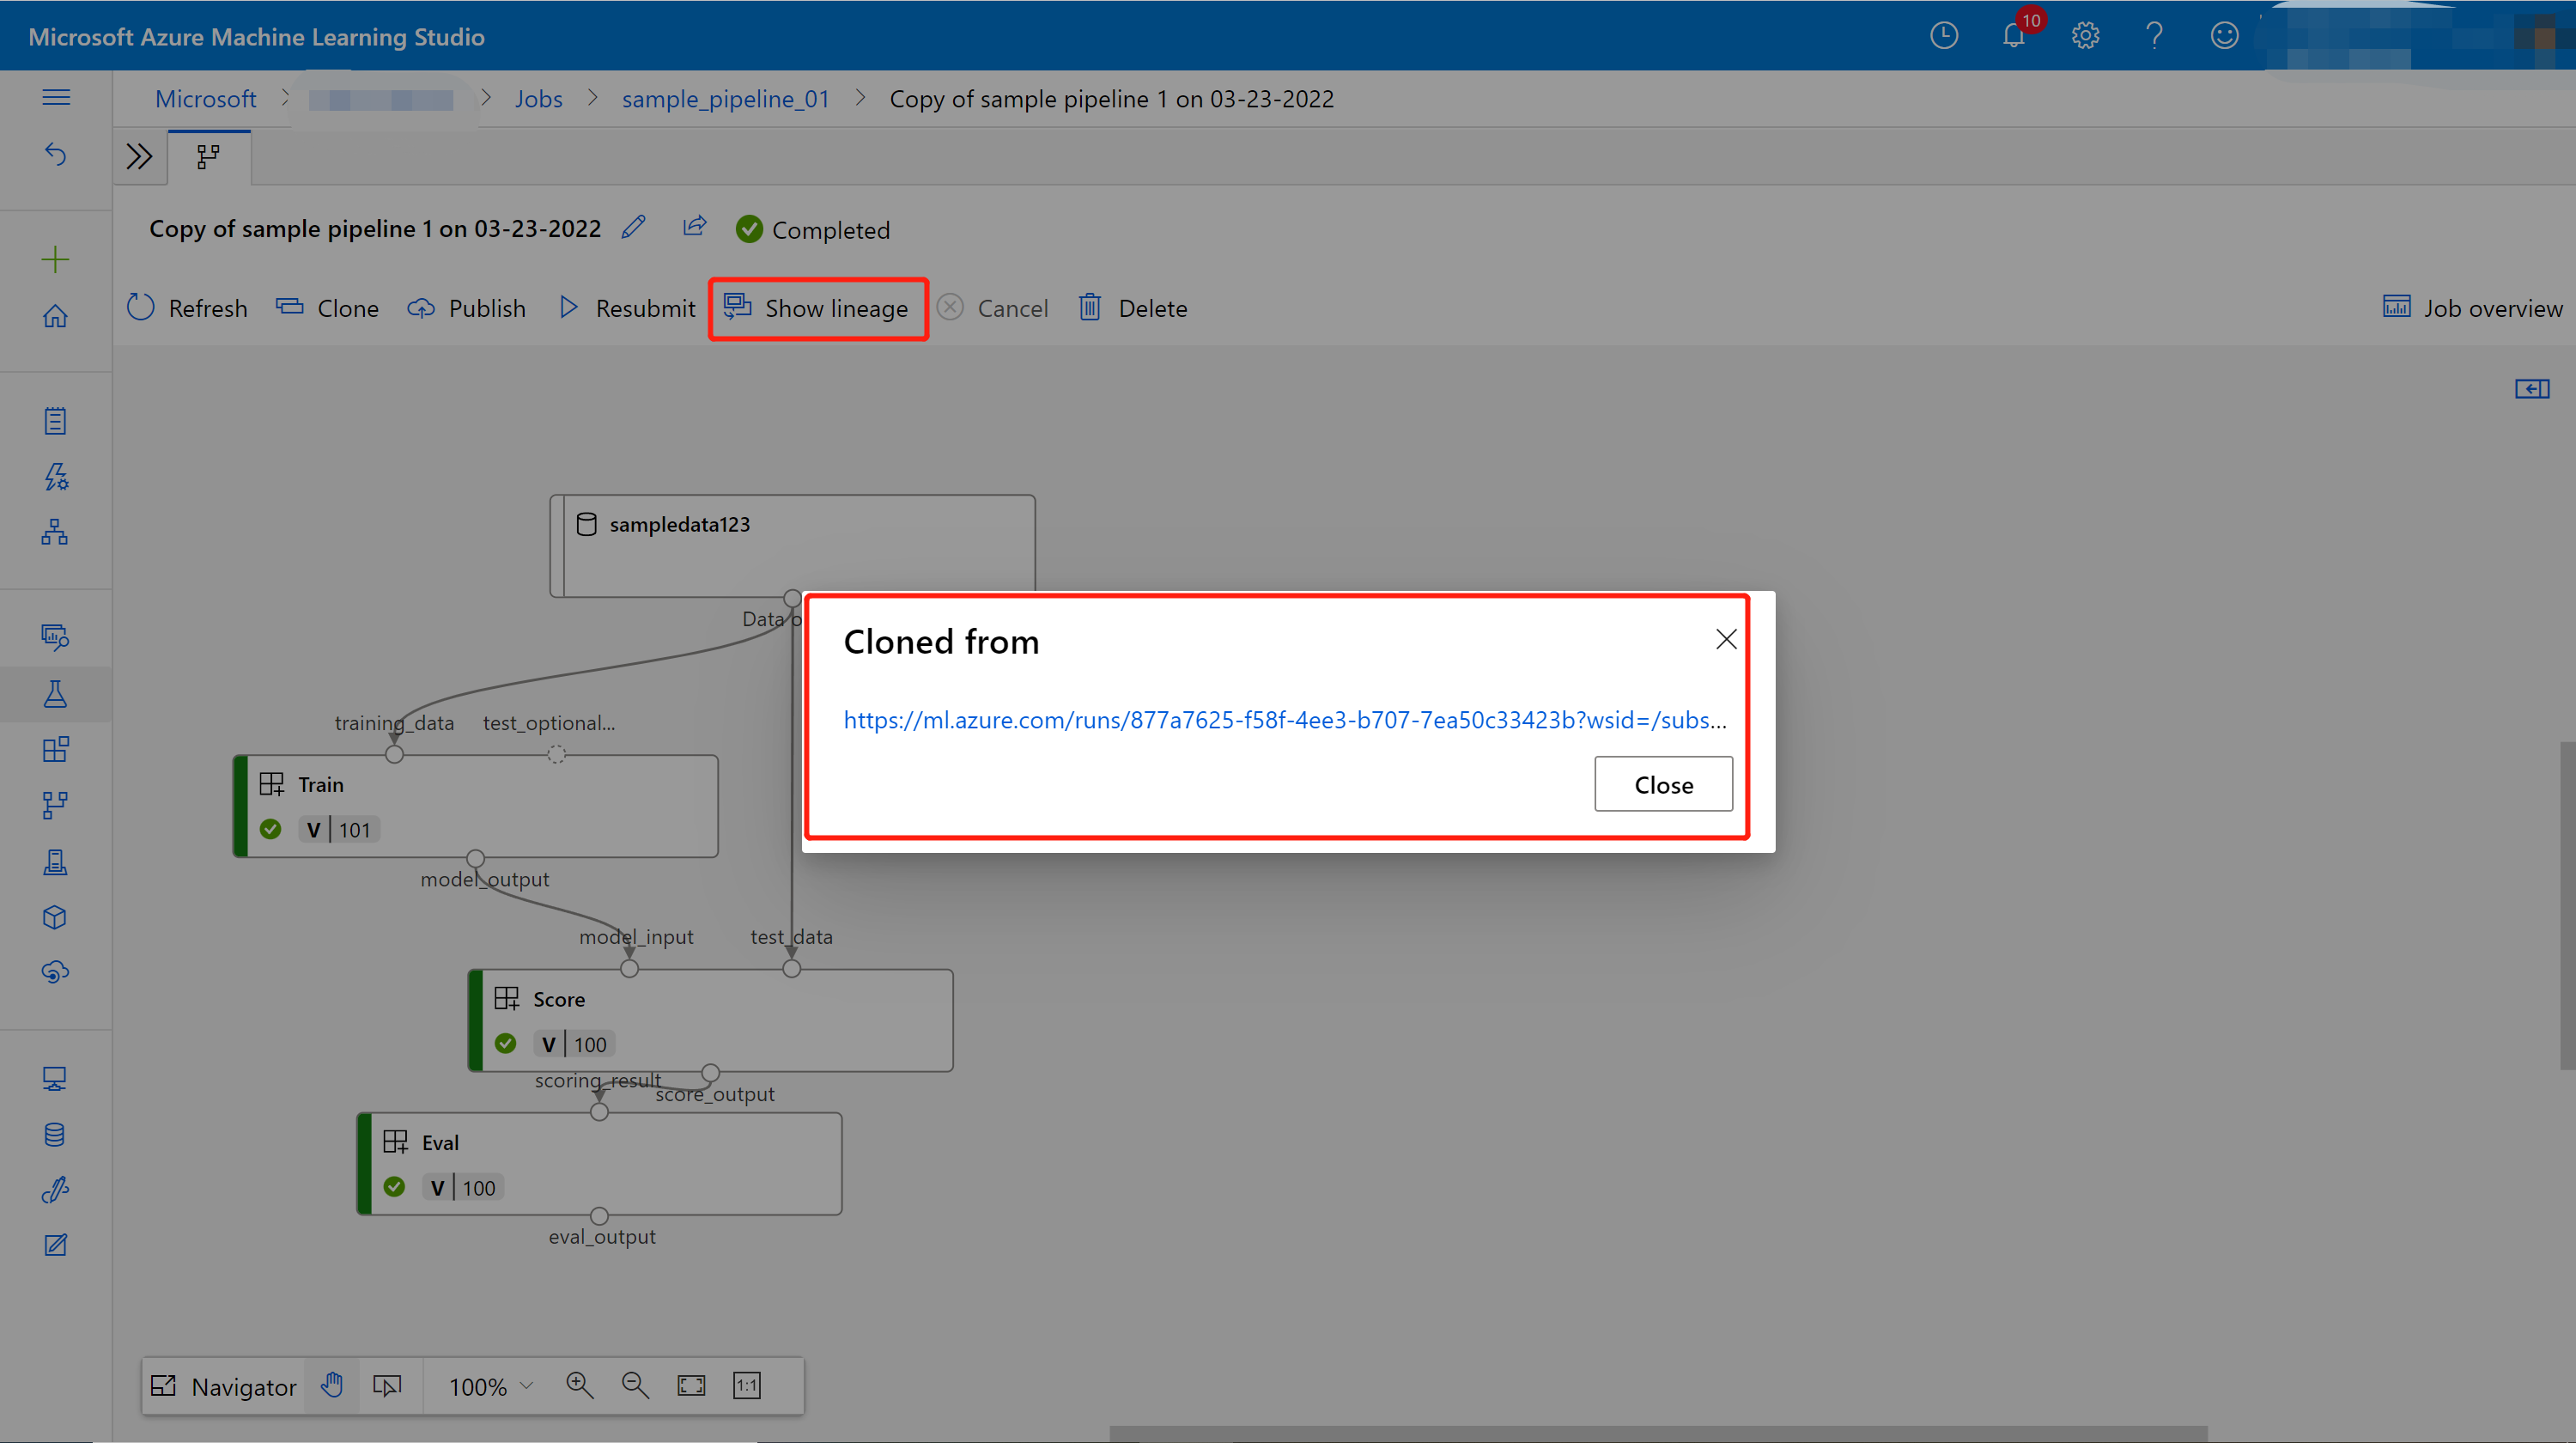 Microsoft Azure Machine Learning Studio
10
Microsoft > > Jobs > sample_pipeline_01 > Copy of sample pipeline 1 on 03-23-2022
Copy of sample pipeline 1 on 03-23-2022 Completed
Refresh Clone Publish Resubmit Show lineage Cancel Delete Job overview
sampledata123
Data o
Cloned from
https://ml.azure.com/runs/877a7625-f58f-4ee3-b707-7ea50c33423b?wsid=/subs...
Close
training_data test_optional...
Train
V 101
model_output
model_input test_data
Score
V 100
scoring_result
score_output
Eval
V 100
eval_output
Navigator 100% 1:1